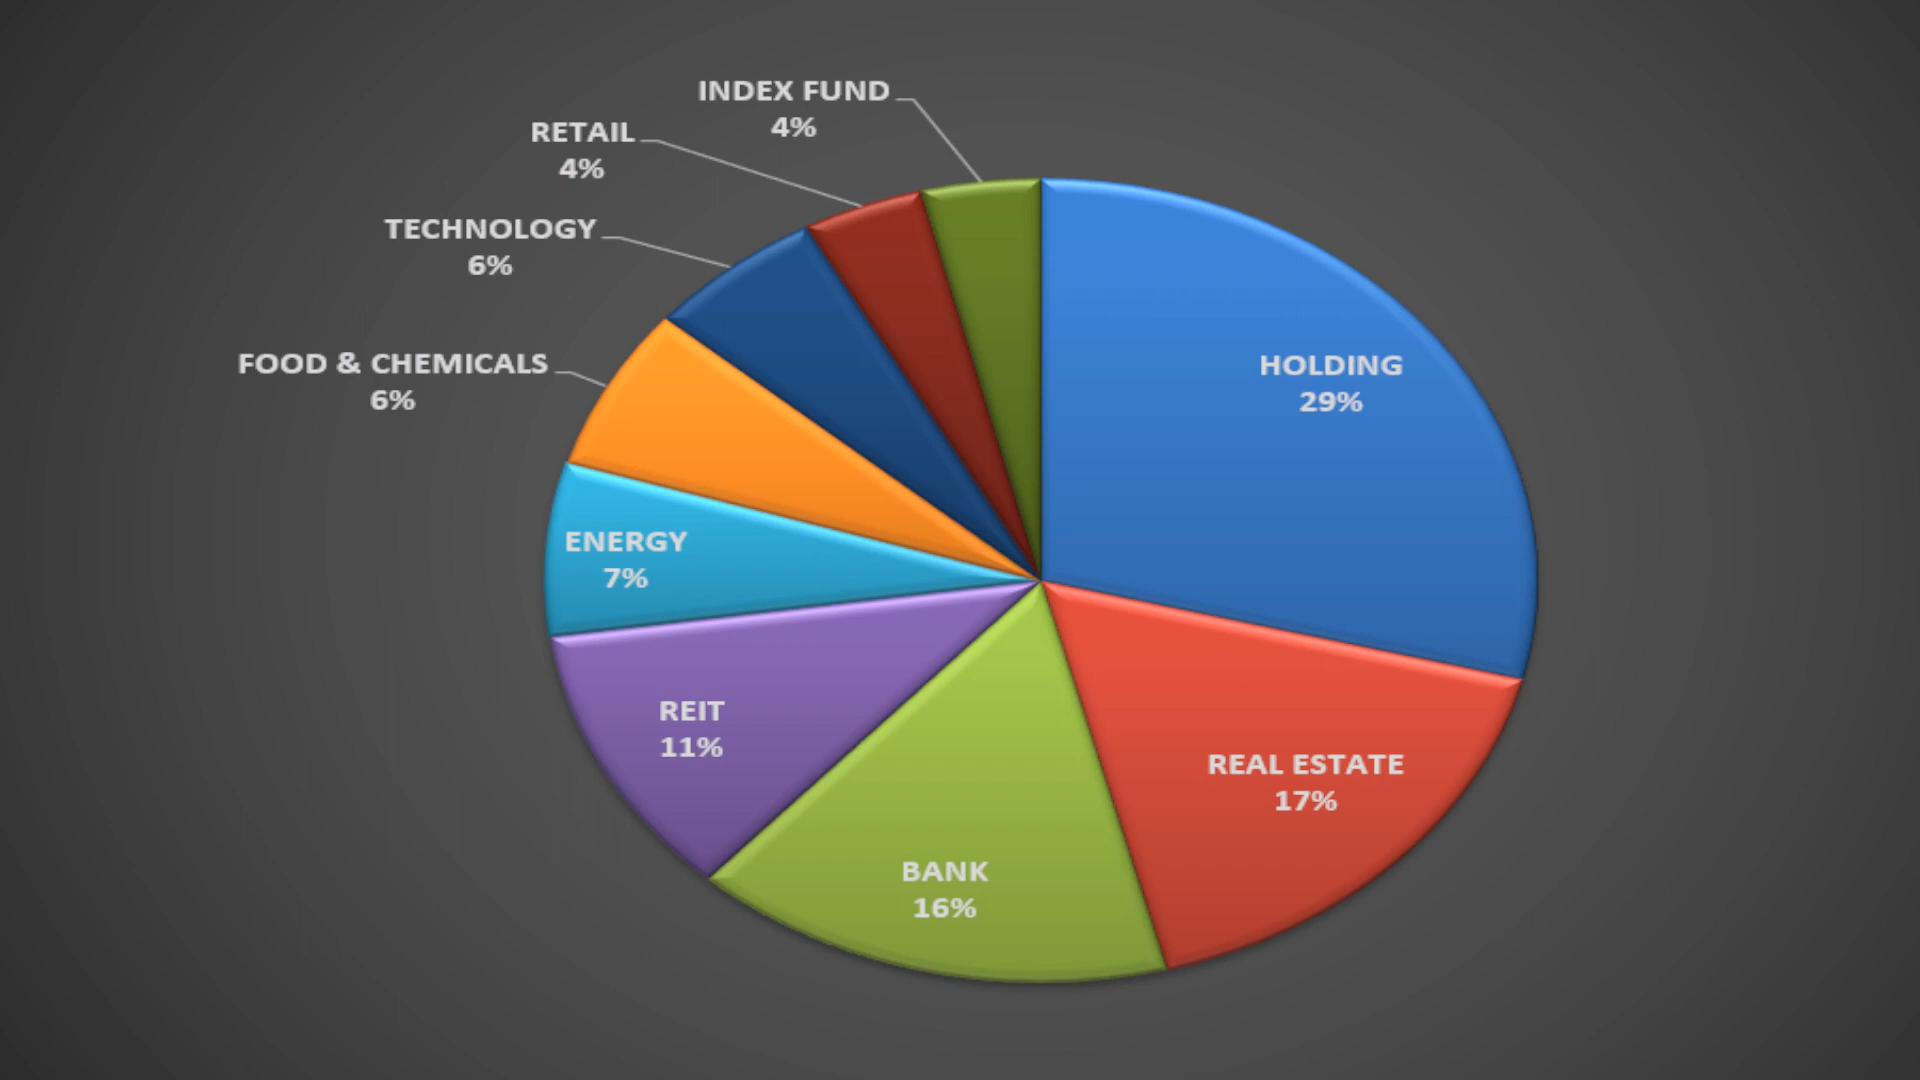 INDEX FUND
4%
RETAIL
4%
TECHNOLOGY
6%
FOOD & CHEMICALS
6%
HOLDING
29%
ENERGY
7%
REIT
11%
REAL ESTATE
17%
BANK
16%